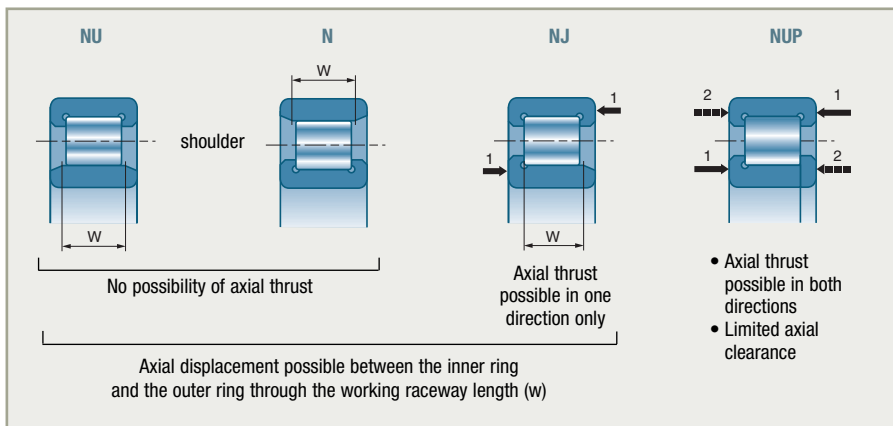 NU
N
NJ
NUP
W
1
2
1
shoulder
1
1
2
W
W
No possibility of axial thrust
Axial thrust
possible in one
direction only
• Axial thrust
possible in both
directions
• Limited axial
clearance
Axial displacement possible between the inner ring
and the outer ring through the working raceway length (w)